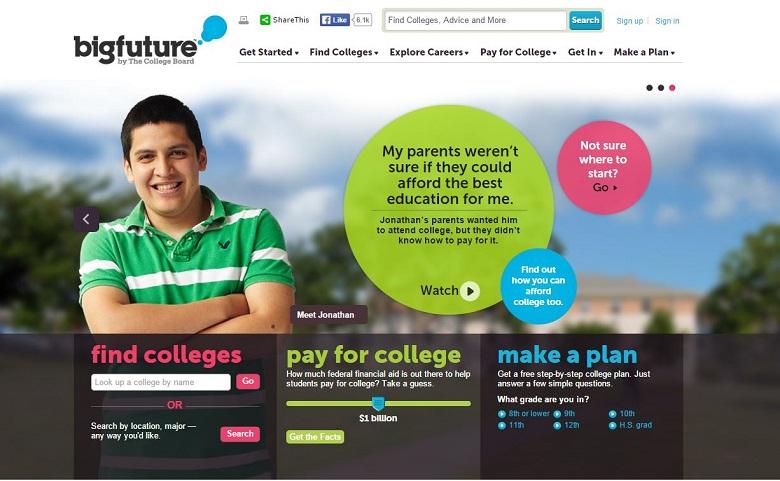 bigfuture
by The College Board
ShareThis
Like 6.1k
Find Colleges, Advice and More
Search
Sign up | Sign in
Get Started
Find Colleges
Explore Careers
Pay for College
Get In
Make a Plan
My parents weren't
sure if they could
afford the best
education for me.
Jonathan's parents wanted him
to attend college, but they didn't
know how to pay for it.
Watch
Not sure
where to
start?
Go
Find out
how you can
afford
college too.
Meet Jonathan
find colleges
Look up a college by name
Go
OR
Search by location, major —
any way you'd like.
Search
pay for college
How much federal financial aid is out there to help
students pay for college? Take a guess.
$1 billion
Get the Facts
make a plan
Get a free step-by-step college plan. Just
answer a few simple questions.
What grade are you in?
8th or lower
9th
10th
11th
12th
H.S. grad